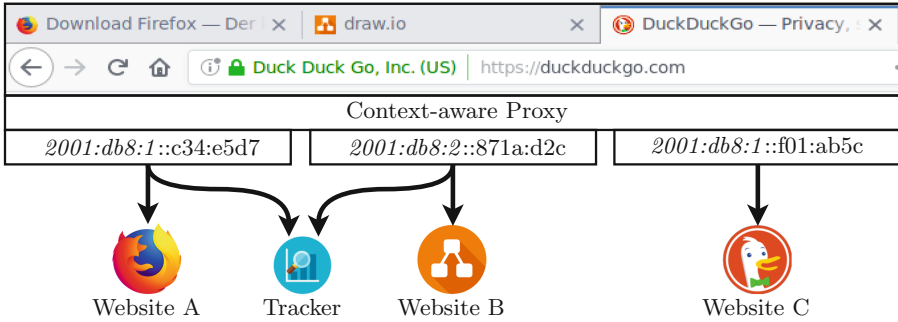 Download Firefox — Der
draw.io
DuckDuckGo — Privacy,
Duck Duck Go, Inc. (US)
https://duckduckgo.com
Context-aware Proxy
2001:db8:1::c34:e5d7
2001:db8:2::871a:d2c
2001:db8:1::f01:ab5c
Website A
Tracker
Website B
Website C